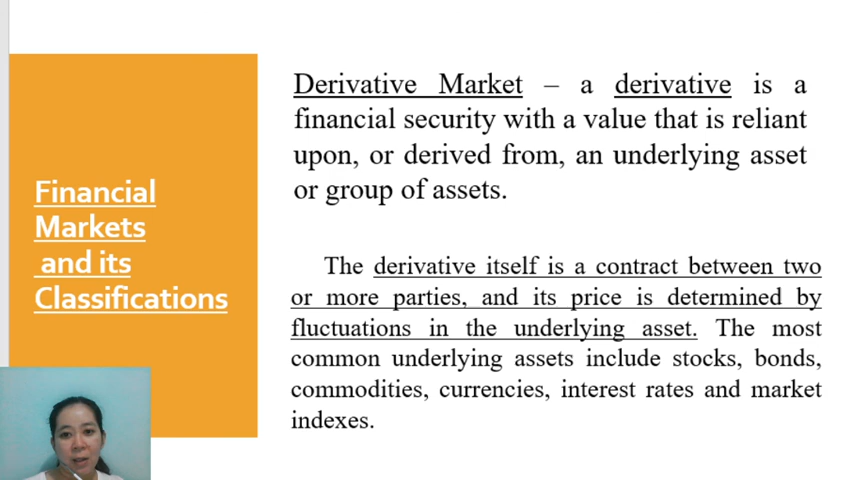 Financial
Markets
and its
Classifications
Derivative Market – a derivative is a
financial security with a value that is reliant
upon, or derived from, an underlying asset
or group of assets.
The derivative itself is a contract between two
or more parties, and its price is determined by
fluctuations in the underlying asset. The most
common underlying assets include stocks, bonds,
commodities, currencies, interest rates and market
indexes.